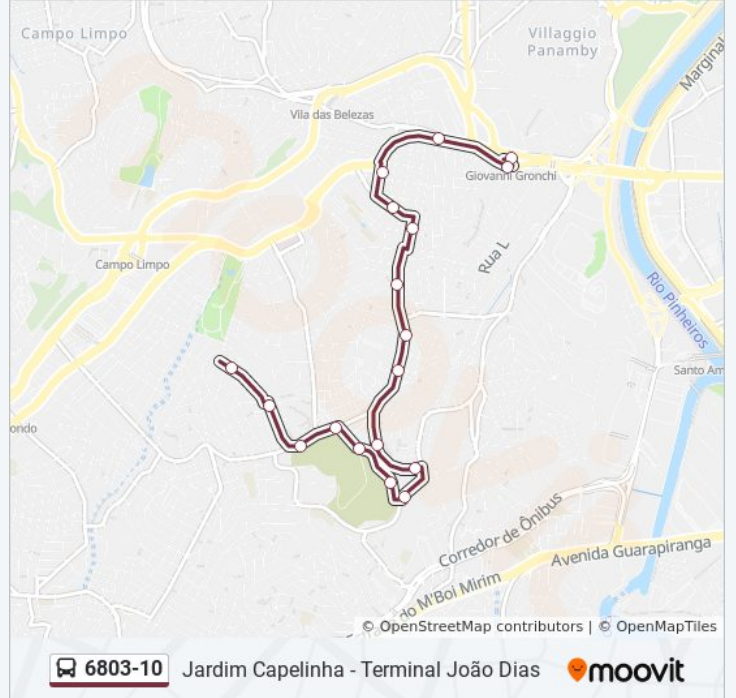 Campo Limpo
Villaggio
Panamby
Marginal
Vila das Belezas
Giovanni Gronchi
Rua L
Campo Limpo
Rio Pinheiros
Santo Am
ondo
Corredor de Ônibus
Avenida Guarapiranga
do M'Boi Mirim
© OpenStreetMap contributors | © OpenMapTiles
6803-10 Jardim Capelinha - Terminal João Dias moovit